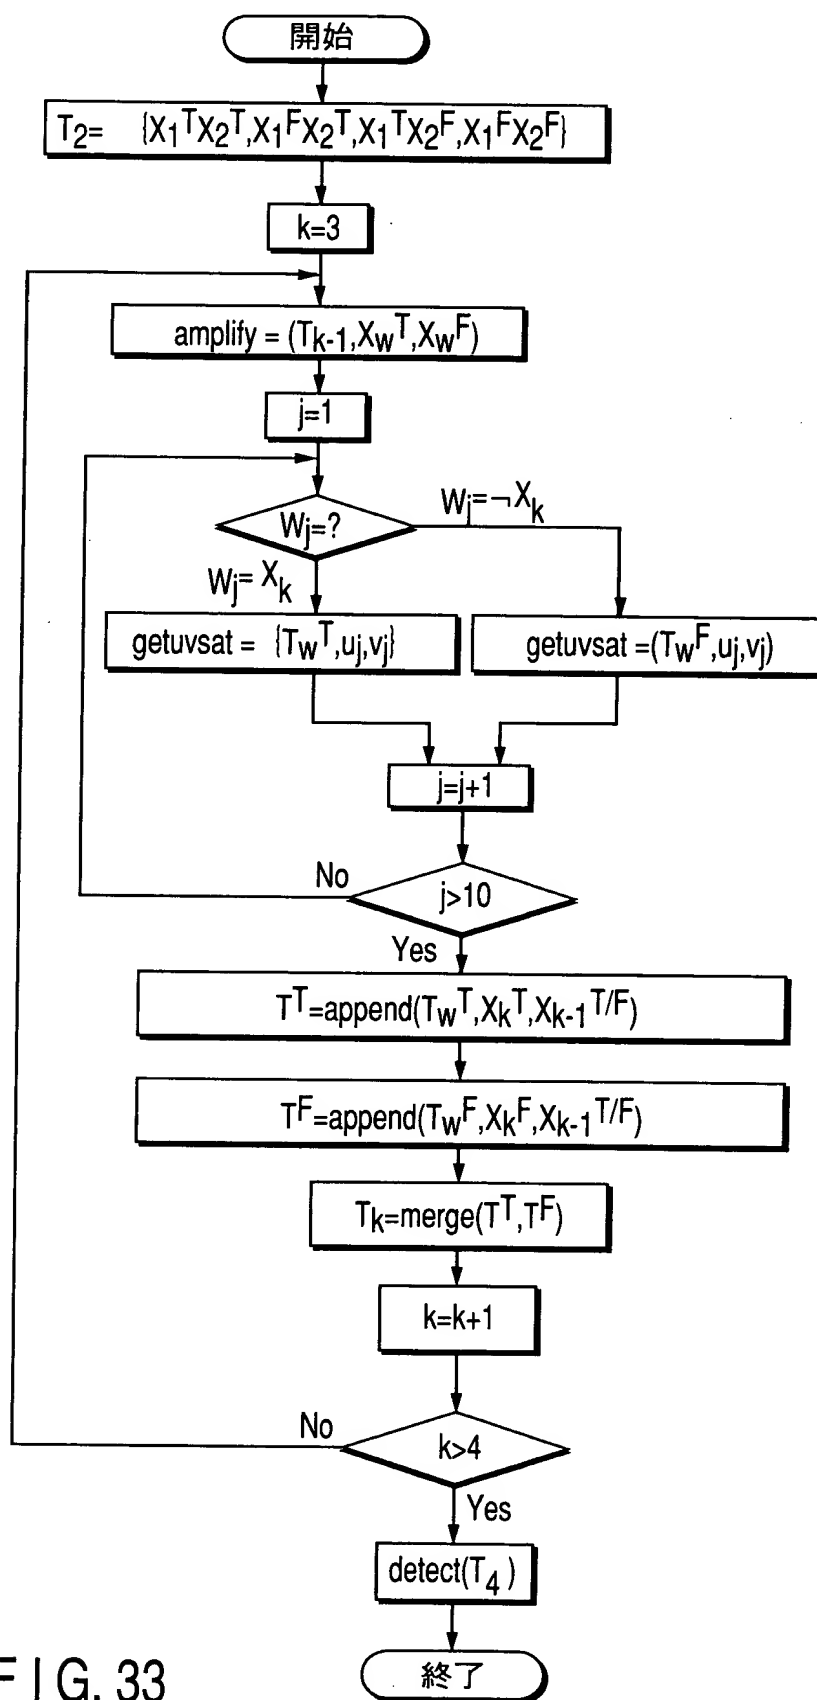 開始
T₂= {X₁ᵀX₂ᵀ,X₁ꟳX₂ᵀ,X₁ᵀX₂ꟳ,X₁ꟳX₂ꟳ}
k=3
amplify = (Tk-1,XwT,XwF)
j=1
Wj=?
Wj=¬Xk
Wj=Xk
getuvsat = {TwT,uj,vj}
getuvsat =(TwF,uj,vj)
j=j+1
j>10
No
Yes
TT=append(TwT,XkT,Xk-1T/F)
TF=append(TwF,XkF,Xk-1T/F)
Tk=merge(TT,TF)
k=k+1
k>4
No
Yes
detect(T4)
終了
FIG. 33